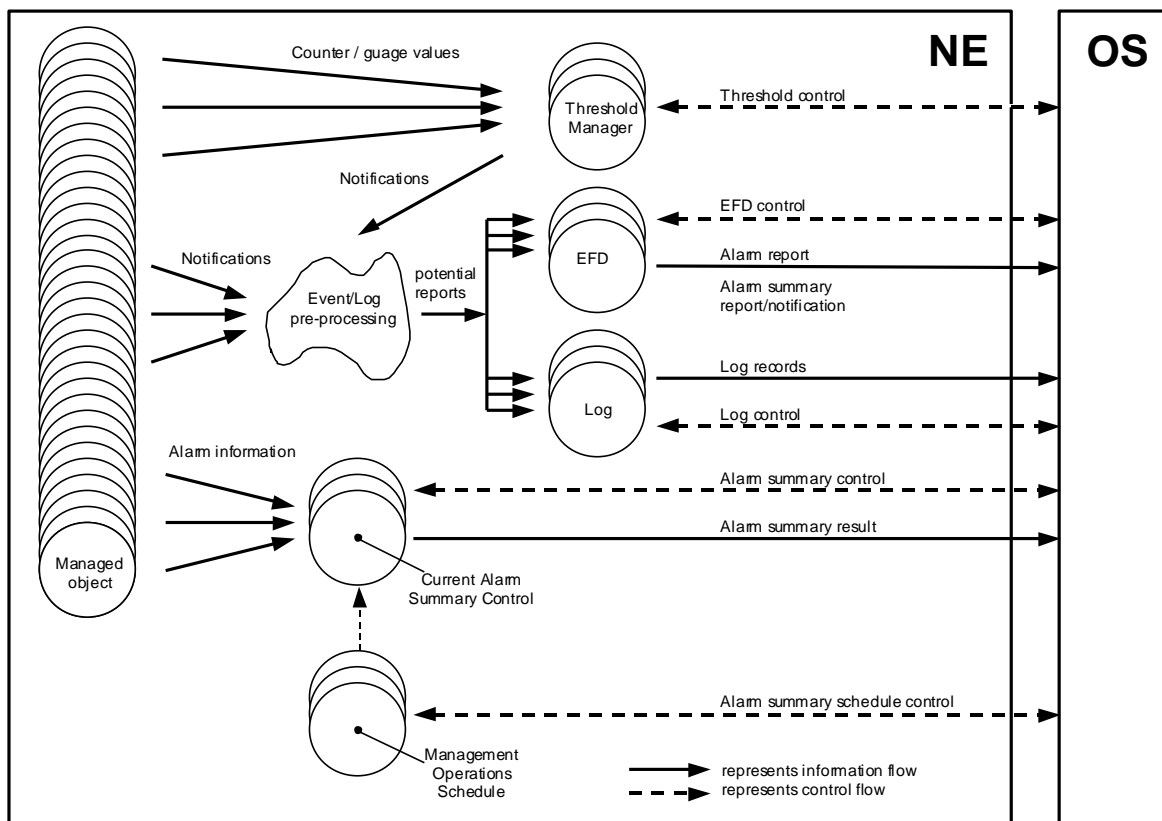 NE
OS
Counter / guage values
Threshold
Manager
Threshold control
Notifications
EFD control
Notifications
potential
reports
EFD
Alarm report
Event/Log
pre-processing
Alarm summary
report/notification
Log records
Log
Log control
Alarm information
Alarm summary control
Alarm summary result
Managed
object
Current Alarm
Summary Control
Alarm summary schedule control
Management
Operations
Schedule
represents information flow
represents control flow